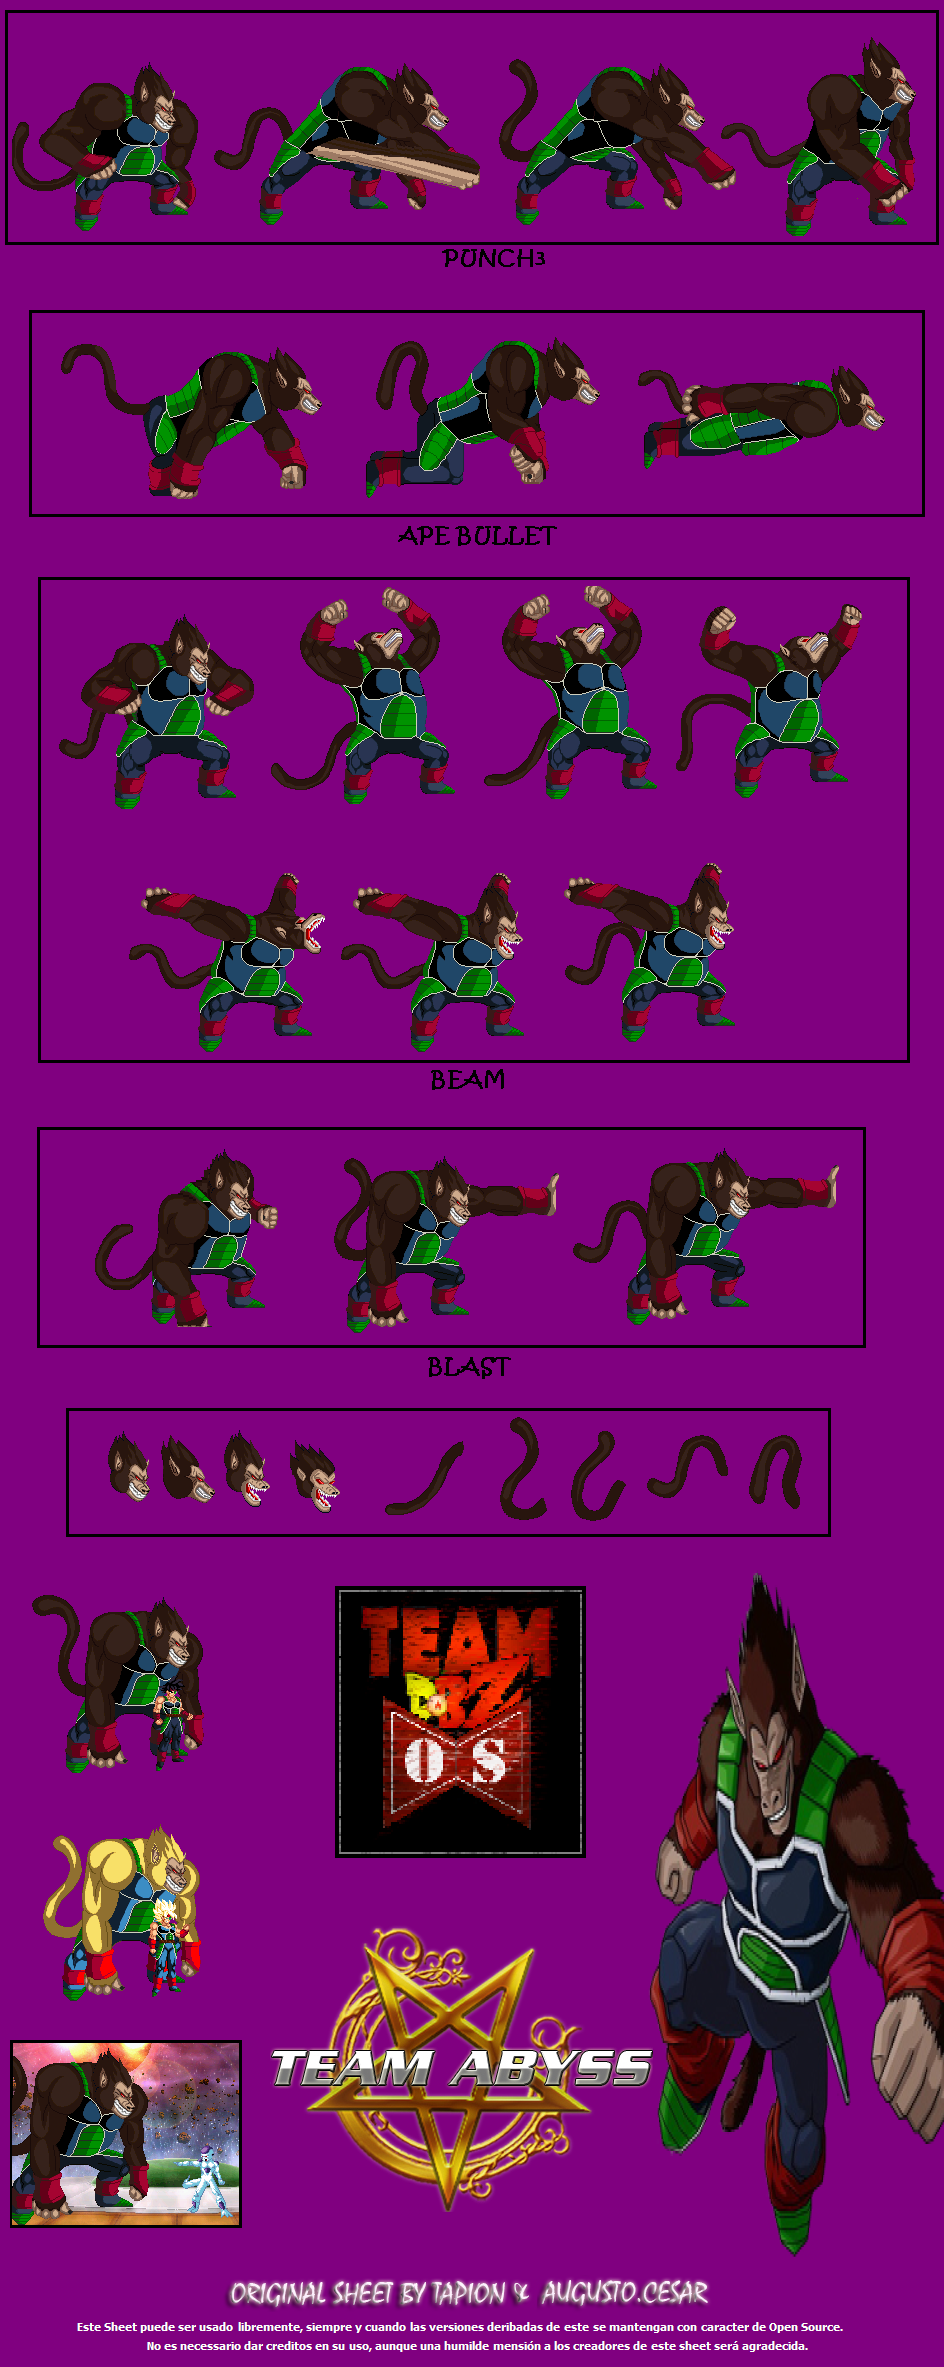 PUNCH3
APE BULLET
BEAM
BLAST
TEAM
DBZ
OS
TEAM ABYSS
ORIGINAL SHEET BY TAPION & AUGUSTO.CESAR
Este Sheet puede ser usado libremente, siempre y cuando las versiones deribadas de este se mantengan con caracter de Open Source.
No es necessario dar creditos en su uso, aunque una humilde mensión a los creadores de este sheet será agradecida.